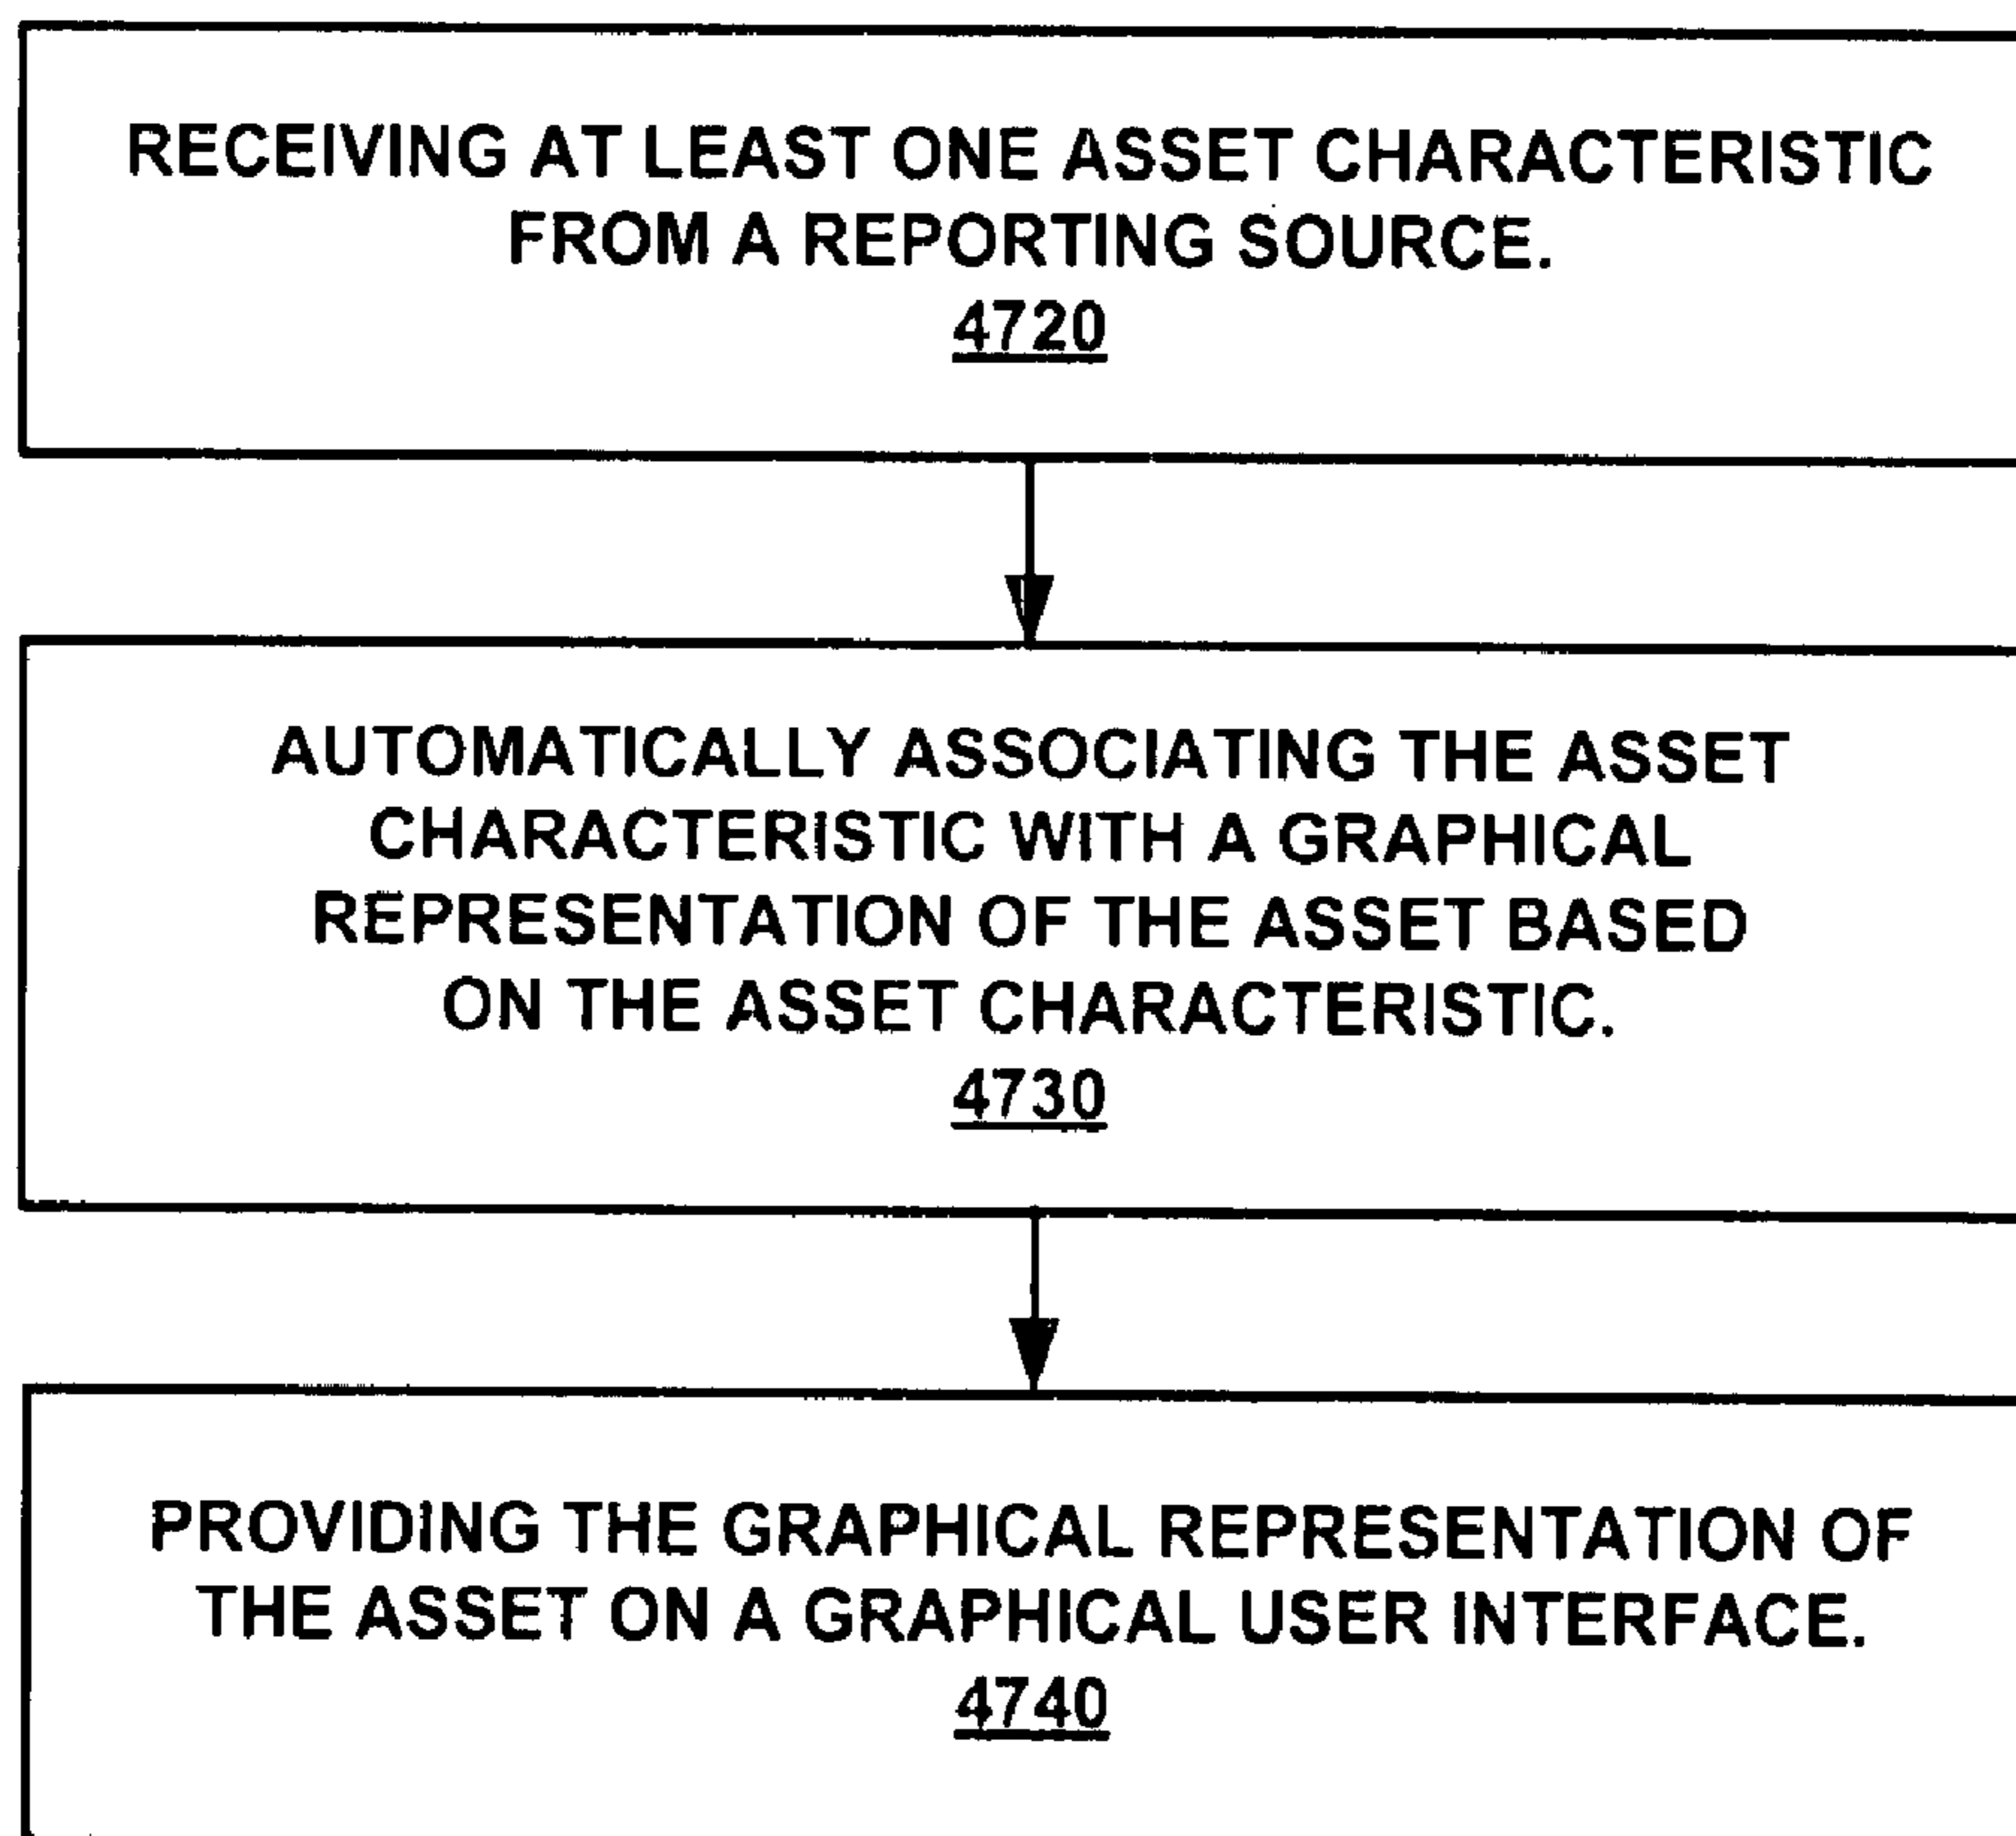 RECEIVING AT LEAST ONE ASSET CHARACTERISTIC
FROM A REPORTING SOURCE.
4720
AUTOMATICALLY ASSOCIATING THE ASSET
CHARACTERISTIC WITH A GRAPHICAL
REPRESENTATION OF THE ASSET BASED
ON THE ASSET CHARACTERISTIC.
4730
PROVIDING THE GRAPHICAL REPRESENTATION OF
THE ASSET ON A GRAPHICAL USER INTERFACE.
4740